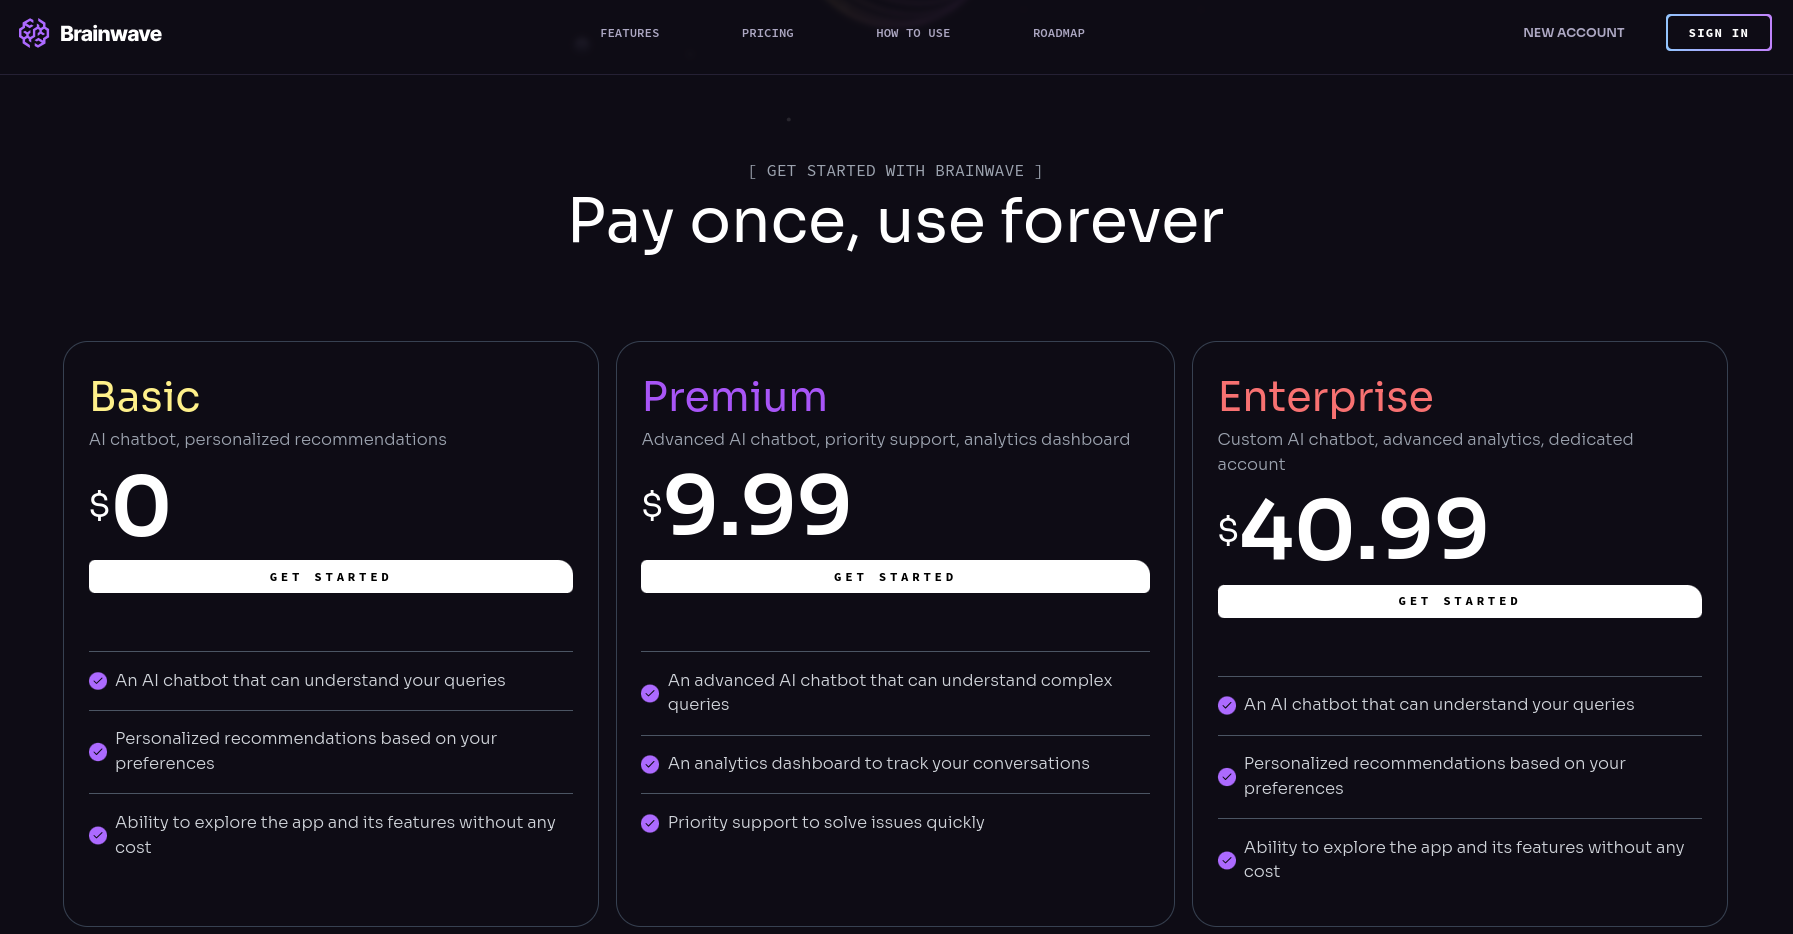 Brainwave
FEATURES
PRICING
HOW TO USE
ROADMAP
NEW ACCOUNT
SIGN IN
[ GET STARTED WITH BRAINWAVE ]
Pay once, use forever
Basic
AI chatbot, personalized recommendations
$0
GET STARTED
An AI chatbot that can understand your queries
Personalized recommendations based on your
preferences
Ability to explore the app and its features without any
cost
Premium
Advanced AI chatbot, priority support, analytics dashboard
$9.99
GET STARTED
An advanced AI chatbot that can understand complex
queries
An analytics dashboard to track your conversations
Priority support to solve issues quickly
Enterprise
Custom AI chatbot, advanced analytics, dedicated
account
$40.99
GET STARTED
An AI chatbot that can understand your queries
Personalized recommendations based on your
preferences
Ability to explore the app and its features without any
cost